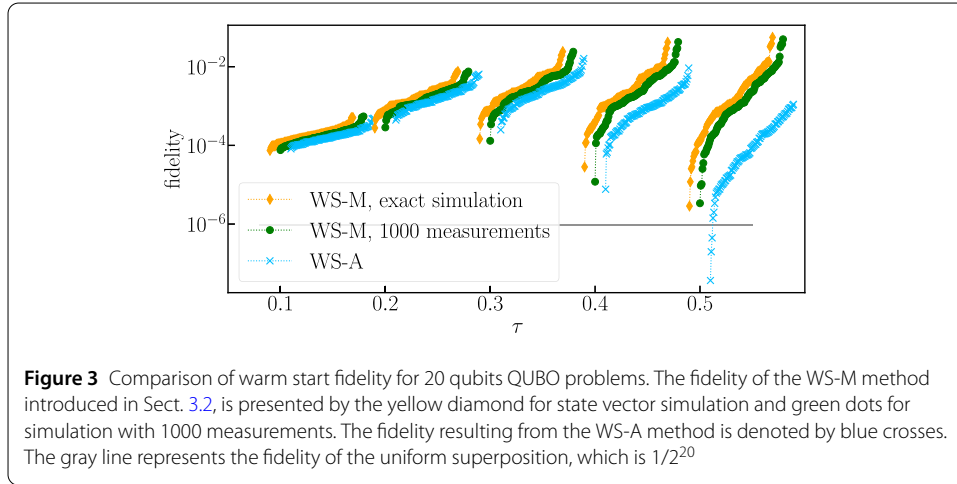 10⁻²
10⁻⁴
10⁻⁶
fidelity
WS-M, exact simulation
WS-M, 1000 measurements
WS-A
0.1 0.2 0.3 0.4 0.5
τ
Figure 3 Comparison of warm start fidelity for 20 qubits QUBO problems. The fidelity of the WS-M method
introduced in Sect. 3.2, is presented by the yellow diamond for state vector simulation and green dots for
simulation with 1000 measurements. The fidelity resulting from the WS-A method is denoted by blue crosses.
The gray line represents the fidelity of the uniform superposition, which is 1/2²⁰